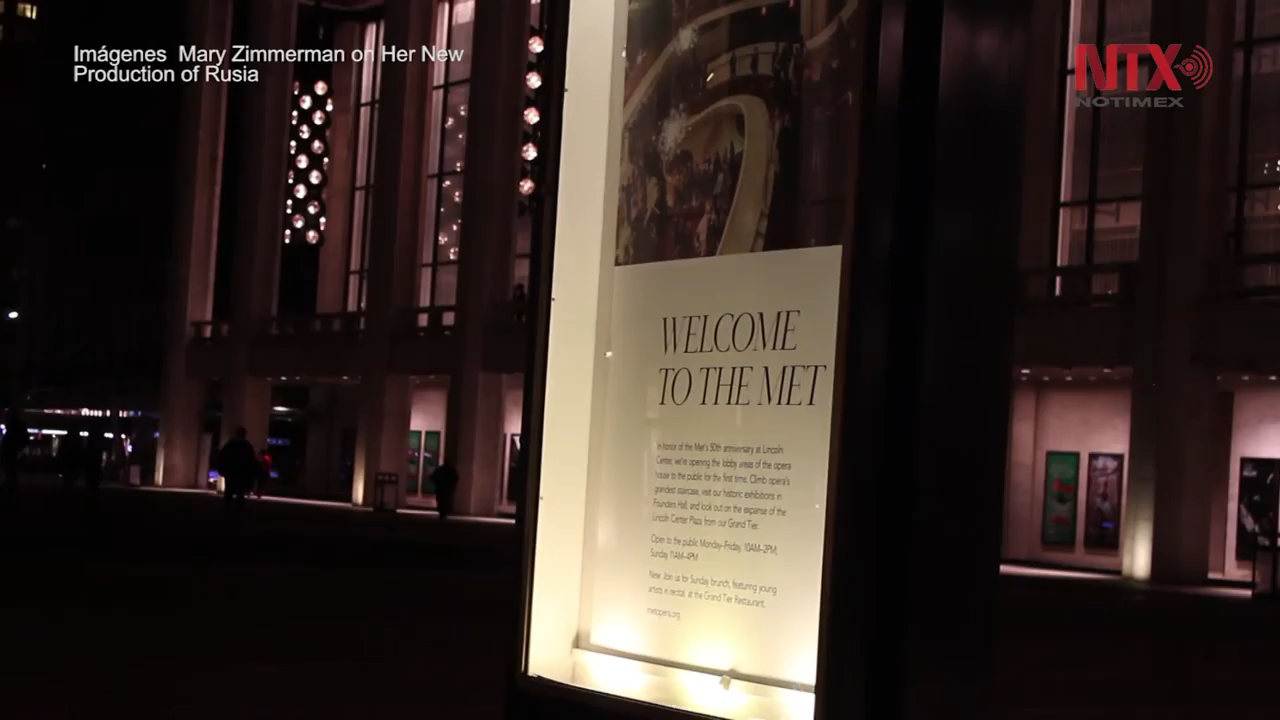 Imágenes Mary Zimmerman on Her New
Production of Rusia
NTX
NOTIMEX
WELCOME
TO THE MET
In honor of the Met's 50th anniversary at Lincoln
Center, we're opening the lobby areas of the opera
house to the public for the first time. Climb opera's
grandest staircase, visit our historic exhibitions in
Founders Hall, and look out on the expanse of the
Lincoln Center Plaza from our Grand Tier.
Open to the public Monday–Friday, 10AM–2PM;
Sunday 11AM–4PM
New: Join us for Sunday brunch, featuring young
artists in recital, at the Grand Tier Restaurant.
metopera.org